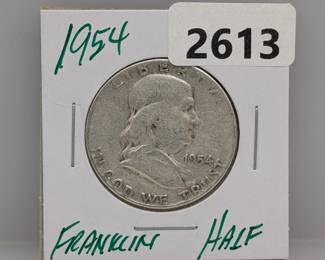 1954
2613
LIBERTY
1954
IN GOD WE TRUST
FRANKLIN HALF